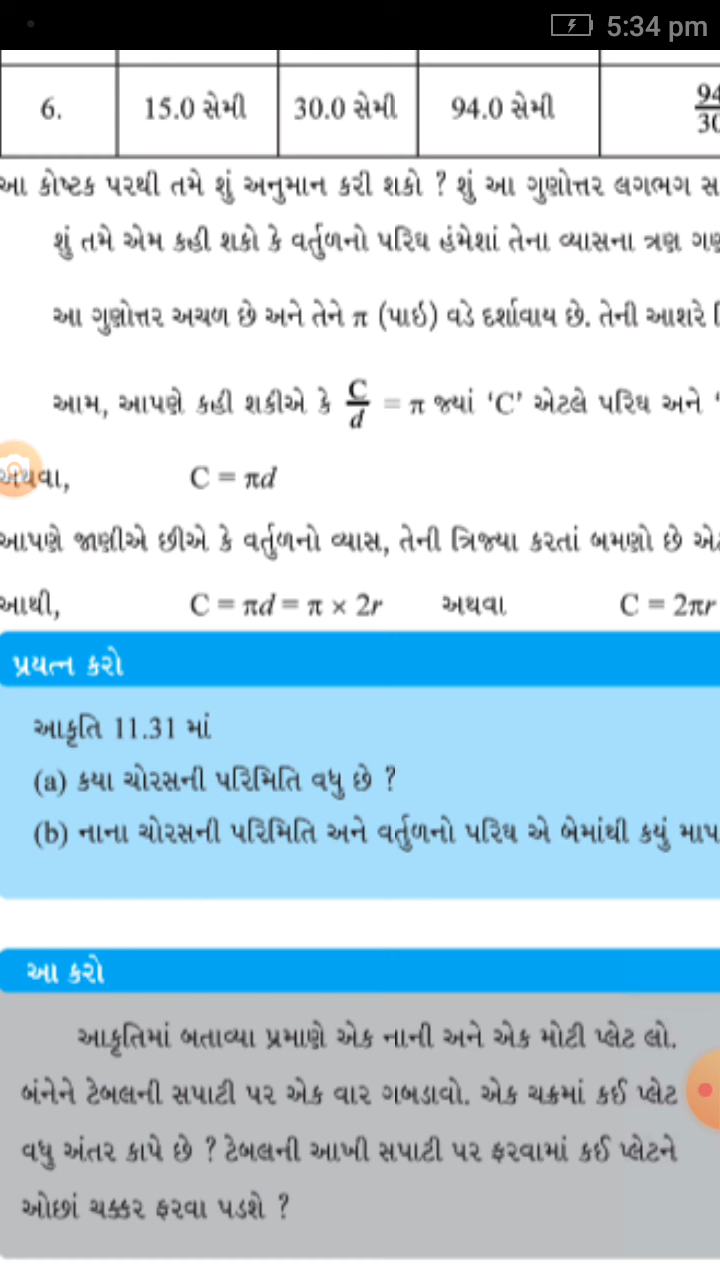 5:34 pm
6. 15.0 સેમી 30.0 સેમી 94.0 સેમી
આ કોષ્ટક પરથી તમે શું અનુમાન કરી શકો ? શું આ ગુણોત્તર લગભગ
શું તમે એમ કહી શકો કે વર્તુળનો પરિઘ હંમેશાં તેના વ્યાસના ત્રણ
આ ગુણોત્તર અચળ છે અને તેને π (પાઇ) વડે દર્શાવાય છે. તેની આશરે
આમ, આપણે કહી શકીએ કે C/d = π જ્યાં ‘C’ એટલે પરિઘ અને ‘
અથવા, C = πd
આપણે જાણીએ છીએ કે વર્તુળનો વ્યાસ, તેની ત્રિજ્યા કરતાં બમણો છે
આથી, C = πd = π × 2r અથવા C = 2πr
પ્રયત્ન કરો
આકૃતિ 11.31 માં
(a) કયા ચોરસની પરિમિતિ વધુ છે ?
(b) નાના ચોરસની પરિમિતિ અને વર્તુળનો પરિઘ એ બેમાંથી કયું માપ
આ કરો
આકૃતિમાં બતાવ્યા પ્રમાણે એક નાની અને એક મોટી પ્લેટ લો.
બંનેને ટેબલની સપાટી પર એક વાર ગબડાવો. એક ચક્રમાં કઈ પ્લેટ
વધુ અંતર કાપે છે ? ટેબલની આખી સપાટી પર ફરવામાં કઈ પ્લેટને
ઓછાં ચક્કર ફરવા પડશે ?